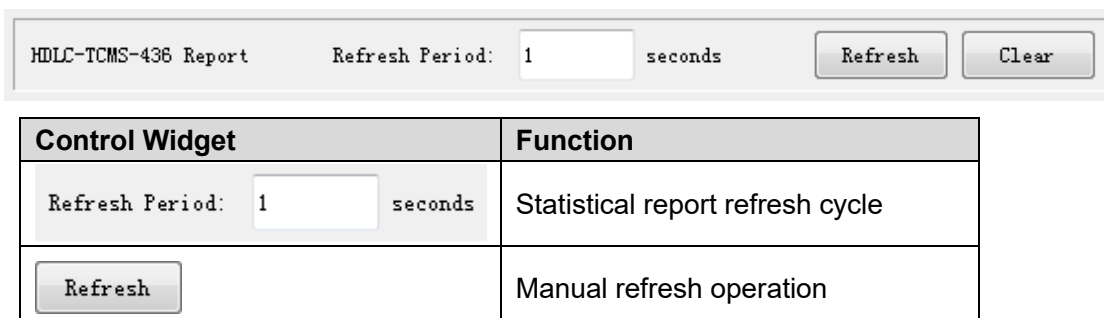 HDLC-TCMS-436 Report Refresh Period: 1 seconds Refresh Clear
Control Widget Function
Refresh Period: 1 seconds Statistical report refresh cycle
Refresh Manual refresh operation